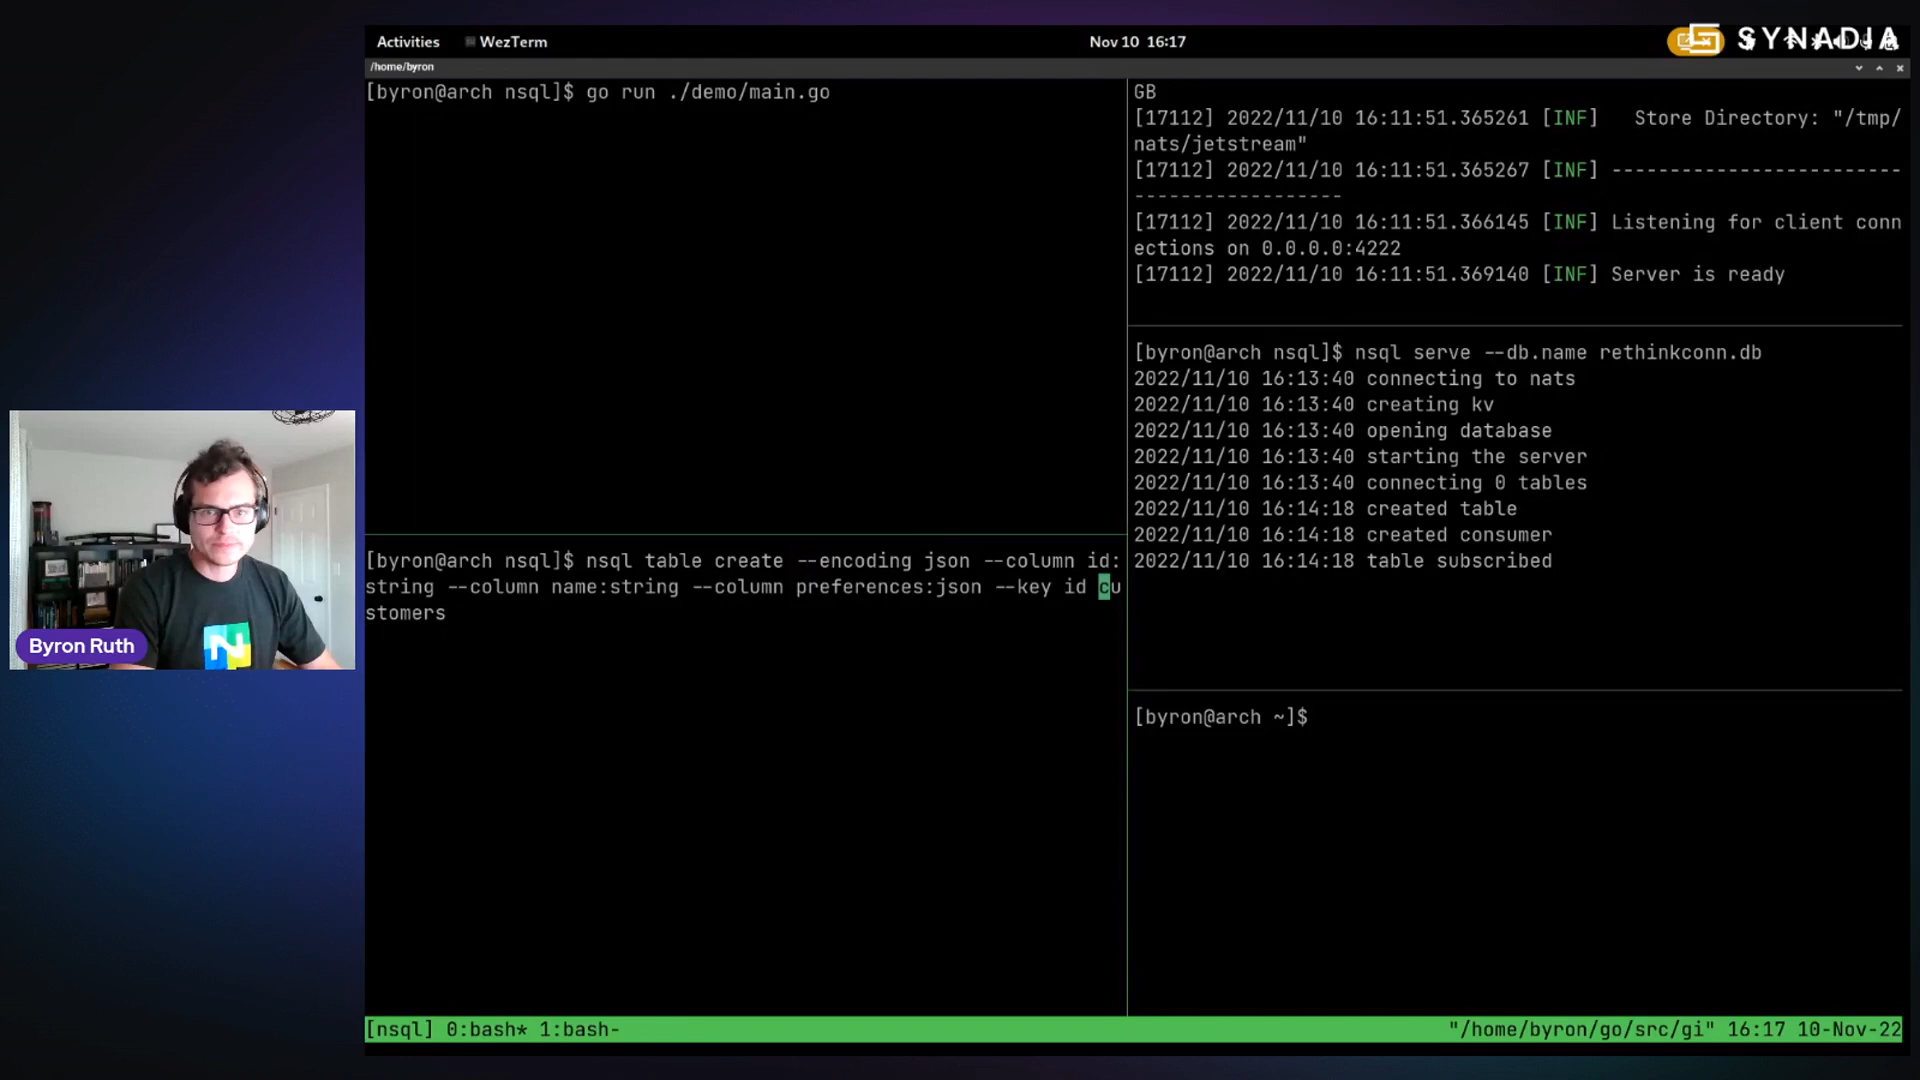 Activities WezTerm Nov 10 16:17 SYNADIA
/home/byron
[byron@arch nsql]$ go run ./demo/main.go
[byron@arch nsql]$ nsql table create --encoding json --column id:
string --column name:string --column preferences:json --key id cu
stomers
GB
[17112] 2022/11/10 16:11:51.365261 [INF]   Store Directory: "/tmp/
nats/jetstream"
[17112] 2022/11/10 16:11:51.365267 [INF] -------------------------
------------------
[17112] 2022/11/10 16:11:51.366145 [INF] Listening for client conn
ections on 0.0.0.0:4222
[17112] 2022/11/10 16:11:51.369140 [INF] Server is ready
[byron@arch nsql]$ nsql serve --db.name rethinkconn.db
2022/11/10 16:13:40 connecting to nats
2022/11/10 16:13:40 creating kv
2022/11/10 16:13:40 opening database
2022/11/10 16:13:40 starting the server
2022/11/10 16:13:40 connecting 0 tables
2022/11/10 16:14:18 created table
2022/11/10 16:14:18 created consumer
2022/11/10 16:14:18 table subscribed
[byron@arch ~]$
N
Byron Ruth
[nsql] 0:bash* 1:bash- "/home/byron/go/src/gi" 16:17 10-Nov-22